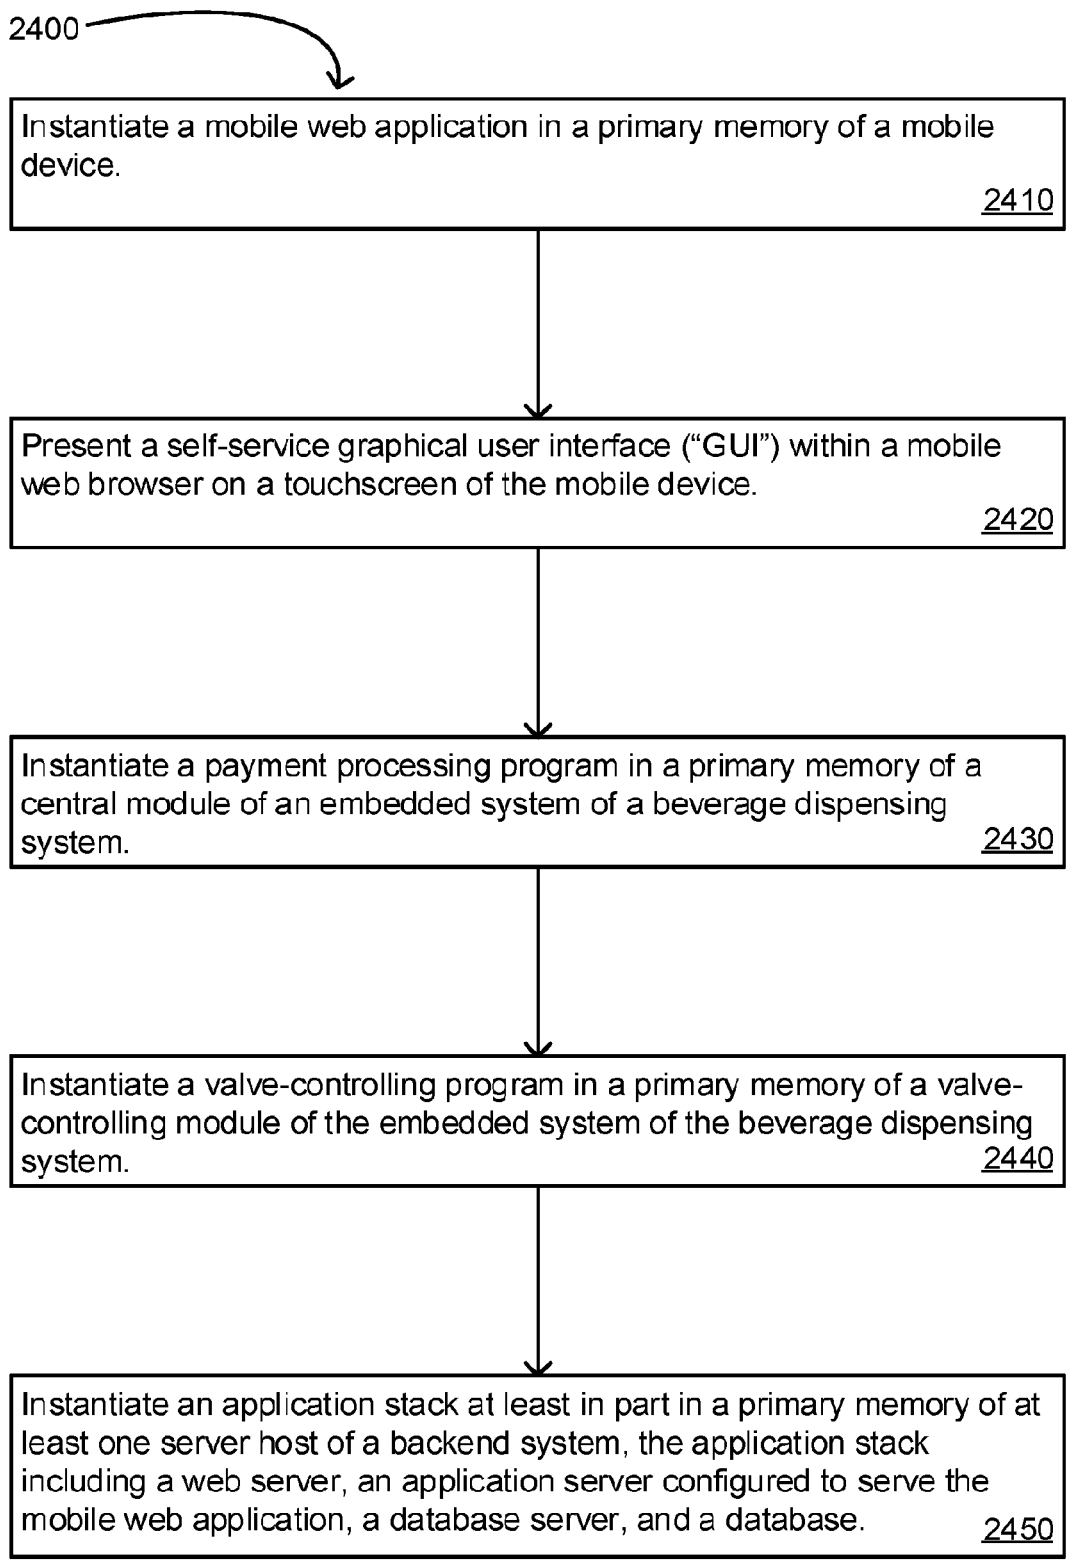 2400
Instantiate a mobile web application in a primary memory of a mobile
device.
2410
Present a self-service graphical user interface (“GUI”) within a mobile
web browser on a touchscreen of the mobile device.
2420
Instantiate a payment processing program in a primary memory of a
central module of an embedded system of a beverage dispensing
system.
2430
Instantiate a valve-controlling program in a primary memory of a valve-
controlling module of the embedded system of the beverage dispensing
system.
2440
Instantiate an application stack at least in part in a primary memory of at
least one server host of a backend system, the application stack
including a web server, an application server configured to serve the
mobile web application, a database server, and a database.
2450